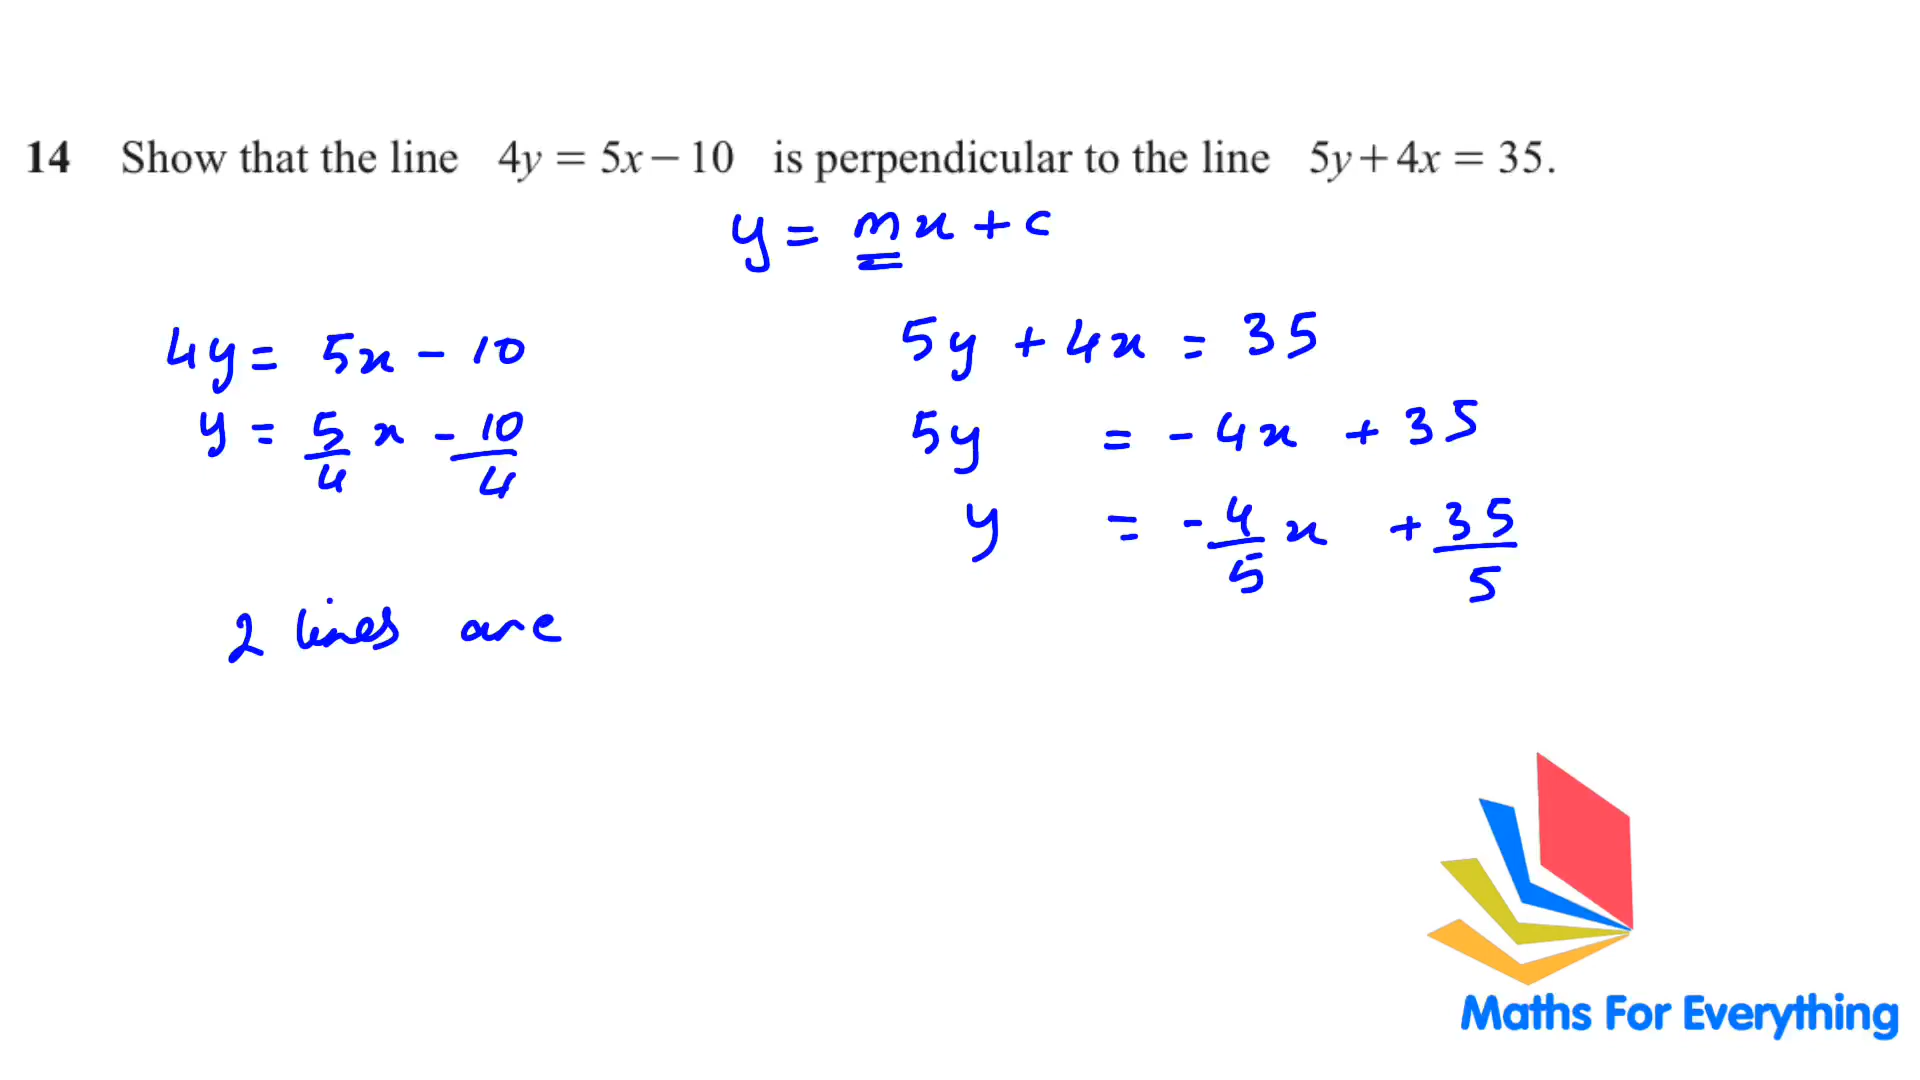 14 Show that the line 4y = 5x − 10 is perpendicular to the line 5y + 4x = 35.
y = mx + c
4y = 5x - 10
y = 5/4 x - 10/4
5y + 4x = 35
5y = - 4x + 35
y = - 4/5 x + 35/5
2 lines are
Maths For Everything